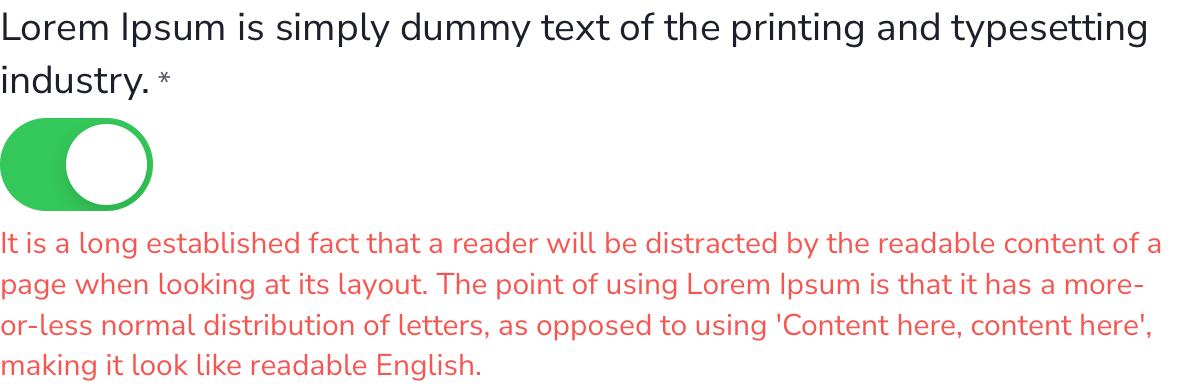 Lorem Ipsum is simply dummy text of the printing and typesetting
industry. *
It is a long established fact that a reader will be distracted by the readable content of a
page when looking at its layout. The point of using Lorem Ipsum is that it has a more-
or-less normal distribution of letters, as opposed to using 'Content here, content here',
making it look like readable English.